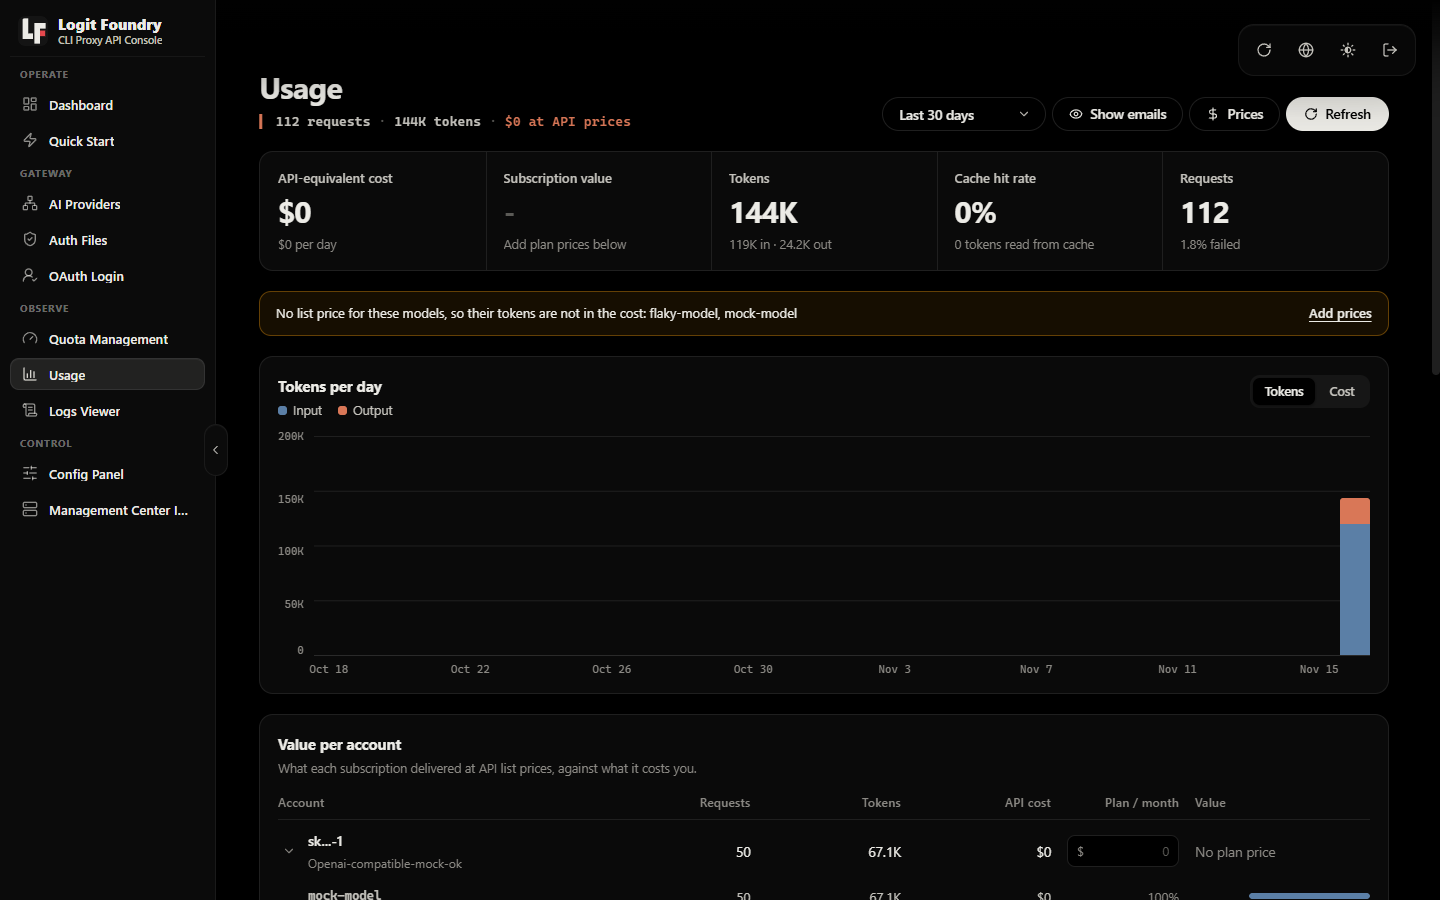 Logit Foundry
CLI Proxy API Console
OPERATE
Dashboard
Quick Start
GATEWAY
AI Providers
Auth Files
OAuth Login
OBSERVE
Quota Management
Usage
Logs Viewer
CONTROL
Config Panel
Management Center I...
Usage
112 requests · 144K tokens · $0 at API prices
Last 30 days
Show emails
Prices
Refresh
API-equivalent cost
$0
$0 per day
Subscription value
-
Add plan prices below
Tokens
144K
119K in · 24.2K out
Cache hit rate
0%
0 tokens read from cache
Requests
112
1.8% failed
No list price for these models, so their tokens are not in the cost: flaky-model, mock-model
Add prices
Tokens per day
Input Output
Tokens Cost
200K
150K
100K
50K
0
Oct 18 Oct 22 Oct 26 Oct 30 Nov 3 Nov 7 Nov 11 Nov 15
Value per account
What each subscription delivered at API list prices, against what it costs you.
Account Requests Tokens API cost Plan / month Value
sk...-1
Openai-compatible-mock-ok
50 67.1K $0 $ 0 No plan price
mock-model 50 67.1K $0 100%